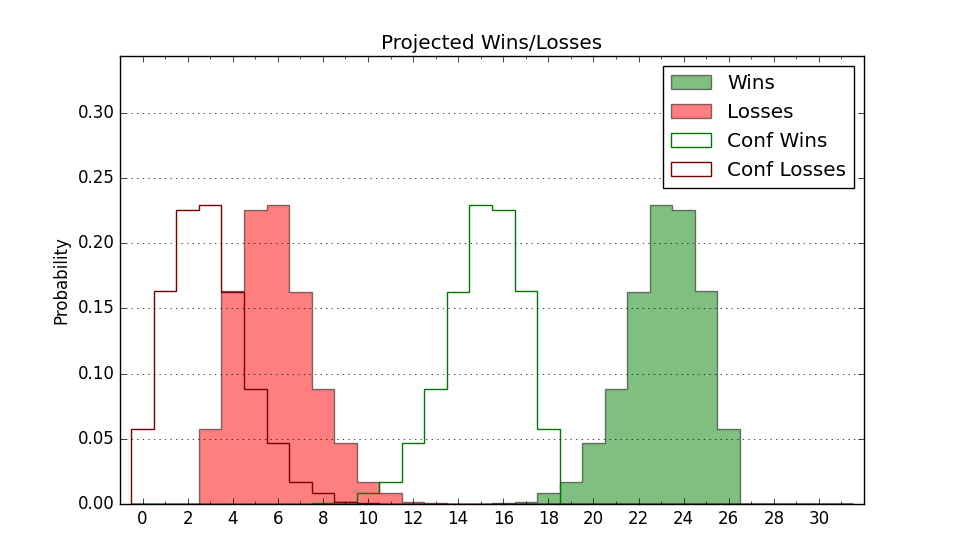 Projected Wins/Losses
Wins
Losses
Conf Wins
Conf Losses
Probability
0.30
0.25
0.20
0.15
0.10
0.05
0.00
0 2 4 6 8 10 12 14 16 18 20 22 24 26 28 30